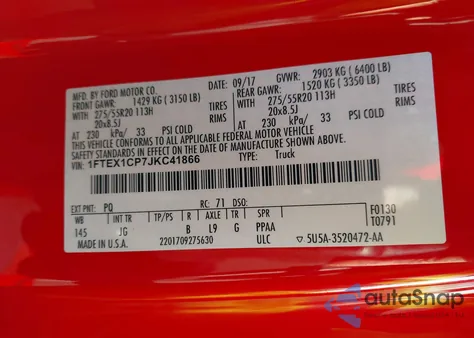 MFD. BY FORD MOTOR CO.
DATE: 09/17 GVWR: 2903 KG (6400 LB)
FRONT GAWR: 1429 KG (3150 LB) REAR GAWR: 1520 KG (3350 LB)
WITH 275/55R20 113H TIRES WITH 275/55R20 113H TIRES
20x8.5J RIMS 20x8.5J RIMS
AT 230 kPa/ 33 PSI COLD AT 230 kPa/ 33 PSI COLD
THIS VEHICLE CONFORMS TO ALL APPLICABLE FEDERAL MOTOR VEHICLE
SAFETY STANDARDS IN EFFECT ON THE DATE OF MANUFACTURE SHOWN ABOVE.
VIN: 1FTEX1CP7JKC41866 TYPE: Truck
EXT PNT: PQ RC: 71 DSO:
WB INT TR TP/PS R AXLE TR SPR F0130
145 JG B L9 G PPAA T0791
MADE IN U.S.A. 2201709275630 ULC ▽ 5U5A-3520472-AA
autoSnap